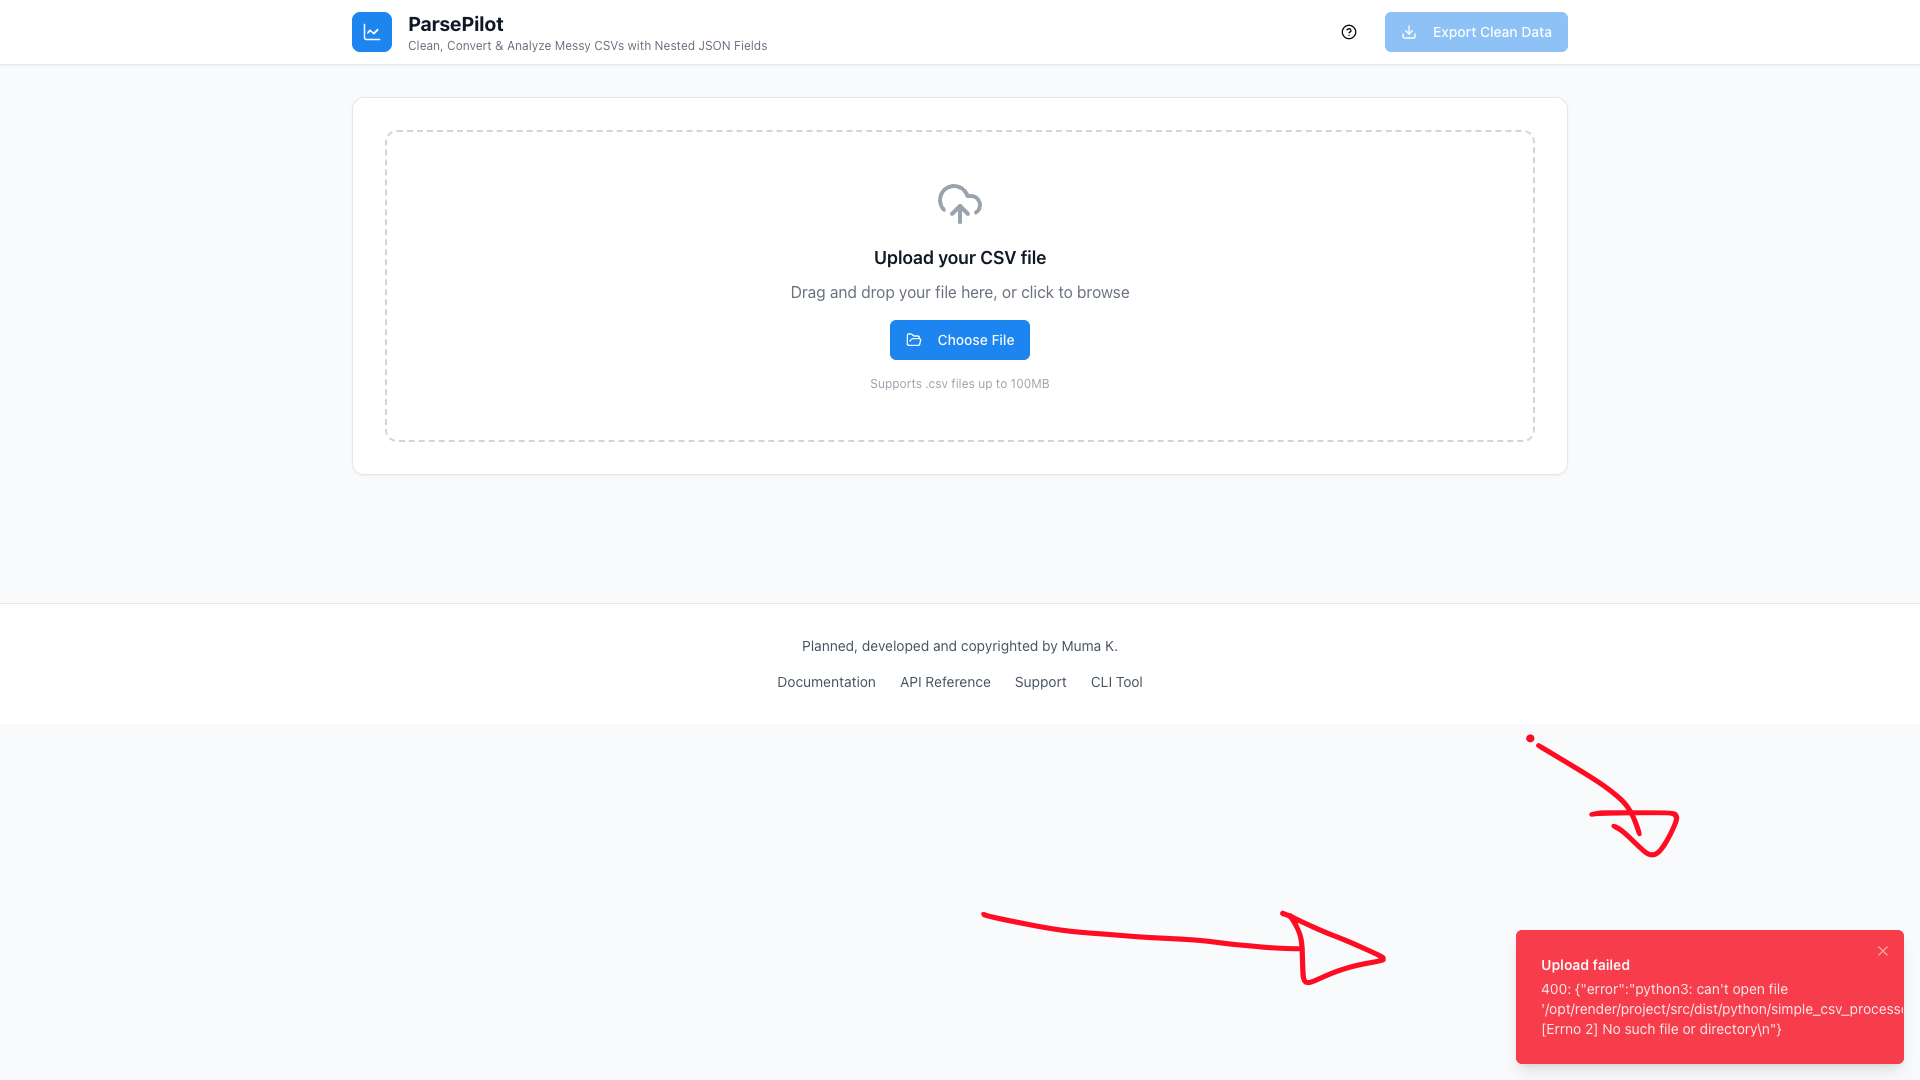 ParsePilot
Clean, Convert & Analyze Messy CSVs with Nested JSON Fields
Export Clean Data
Upload your CSV file
Drag and drop your file here, or click to browse
Choose File
Supports .csv files up to 100MB
Planned, developed and copyrighted by Muma K.
Documentation API Reference Support CLI Tool
Upload failed
400: {"error":"python3: can't open file
'/opt/render/project/src/dist/python/simple_csv_process
[Errno 2] No such file or directory\n"}